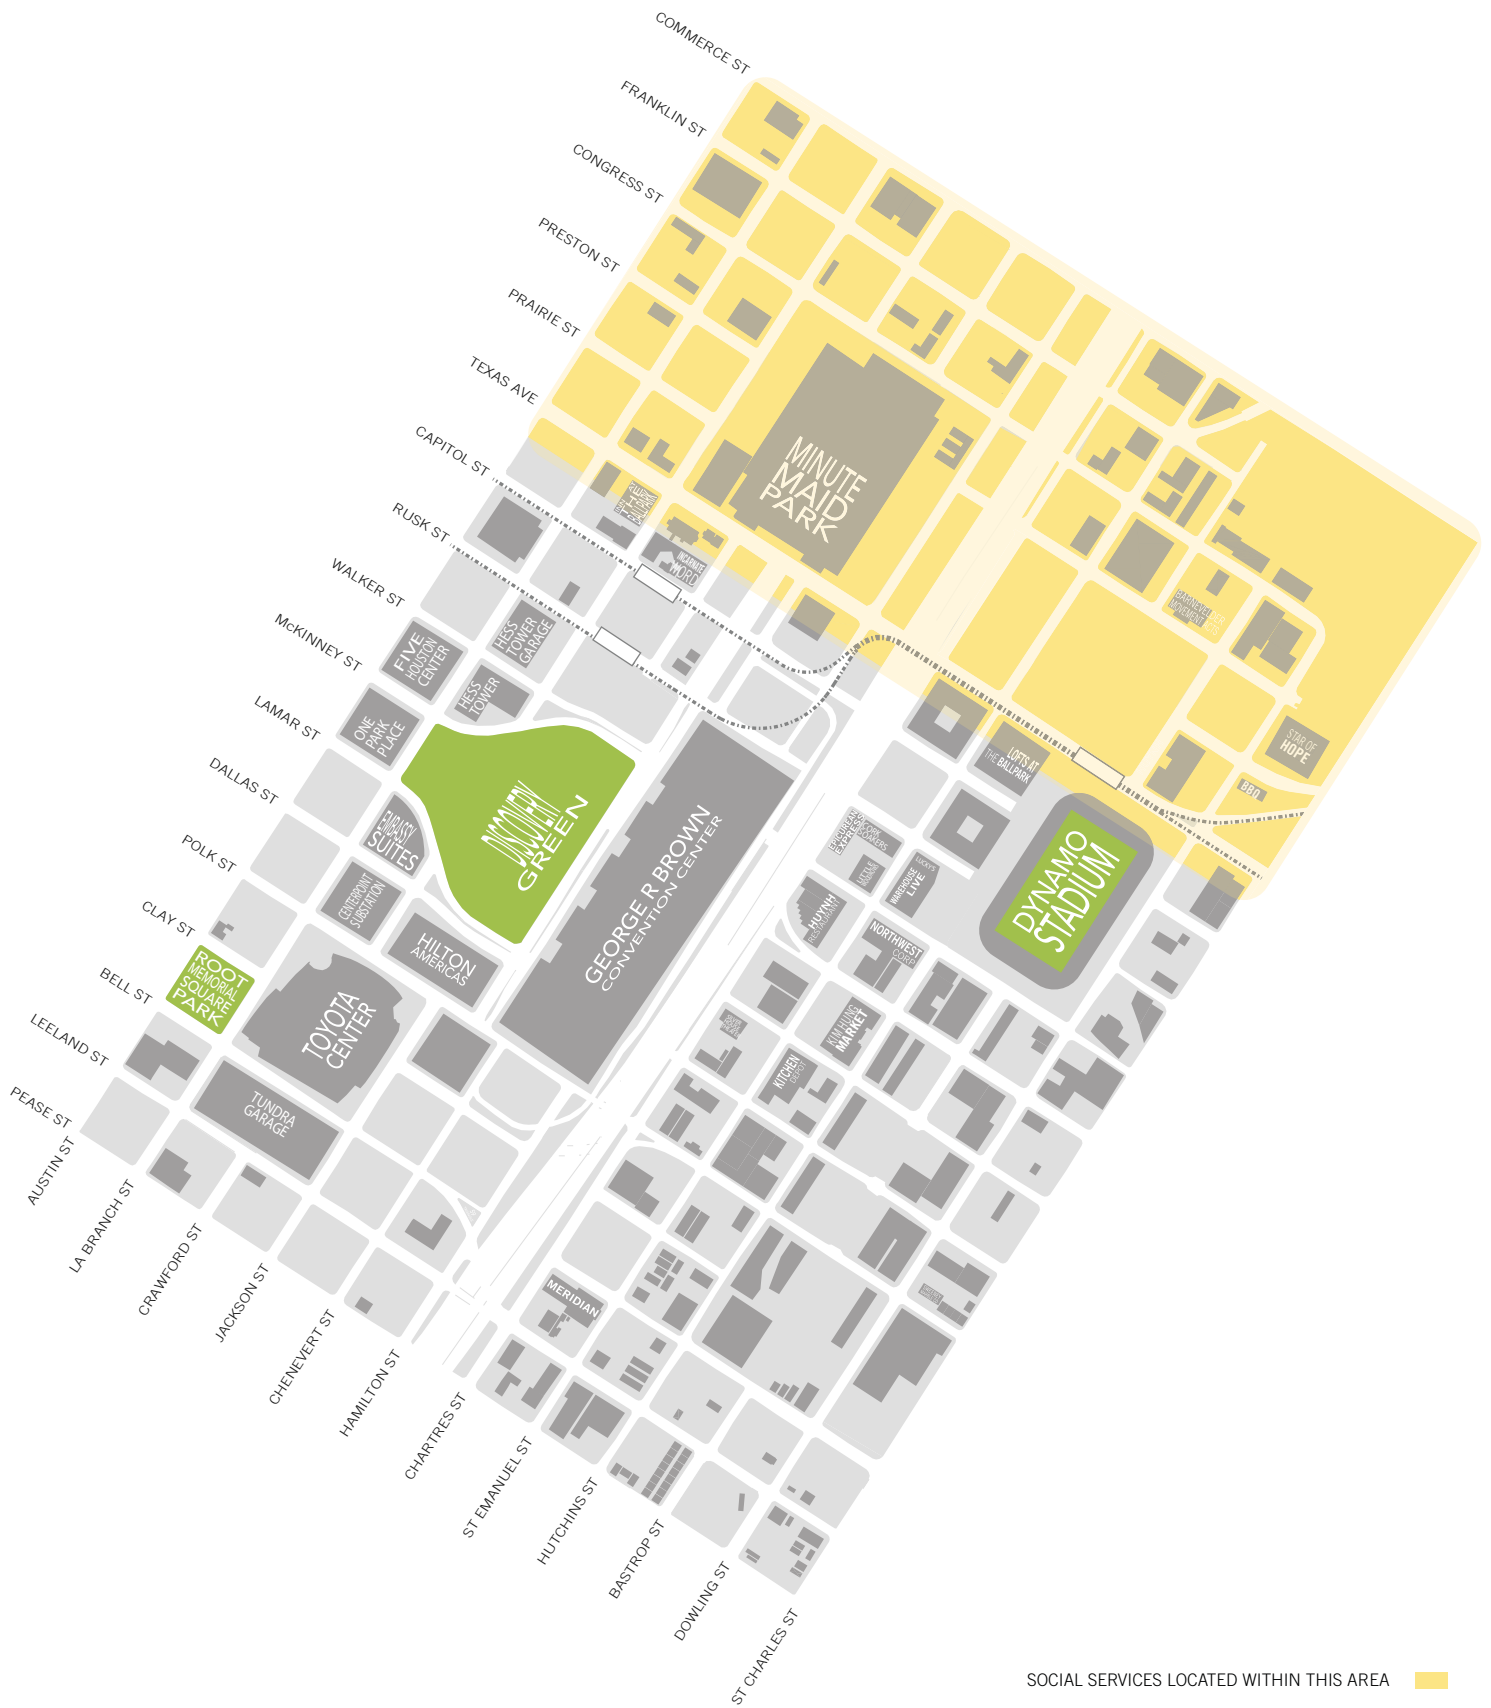 COMMERCE ST
FRANKLIN ST
CONGRESS ST
PRESTON ST
PRAIRIE ST
TEXAS AVE
CAPITOL ST
RUSK ST
WALKER ST
McKINNEY ST
LAMAR ST
DALLAS ST
POLK ST
CLAY ST
BELL ST
LEELAND ST
PEASE ST
AUSTIN ST
LA BRANCH ST
CRAWFORD ST
JACKSON ST
CHENEVERT ST
HAMILTON ST
CHARTRES ST
ST EMANUEL ST
HUTCHINS ST
BASTROP ST
DOWLING ST
ST CHARLES ST
MINUTE
MAID
PARK
INCARNATE
WORD
HESS
TOWER
GARAGE
FIVE
HOUSTON
CENTER
HESS
TOWER
ONE
PARK
PLACE
DISCOVERY
GREEN
EMBASSY
SUITES
CENTERPOINT
SUBSTATION
HILTON
AMERICAS
GEORGE R BROWN
CONVENTION CENTER
ROOT
MEMORIAL
SQUARE
PARK
TOYOTA
CENTER
TUNDRA
GARAGE
BARNEVELDER
MOVEMENT
STAR OF
HOPE
BBQ
LOFTS AT
THE BALLPARK
DYNAMO
STADIUM
EPICUREAN
EXPRESS
LUCKY'S
WAREHOUSE
LIVE
HUYNH
RESTAURANT
NORTHWEST
CORP
KIM HUNG
MARKET
KITCHEN
DEPOT
MERIDIAN
SOCIAL SERVICES LOCATED WITHIN THIS AREA